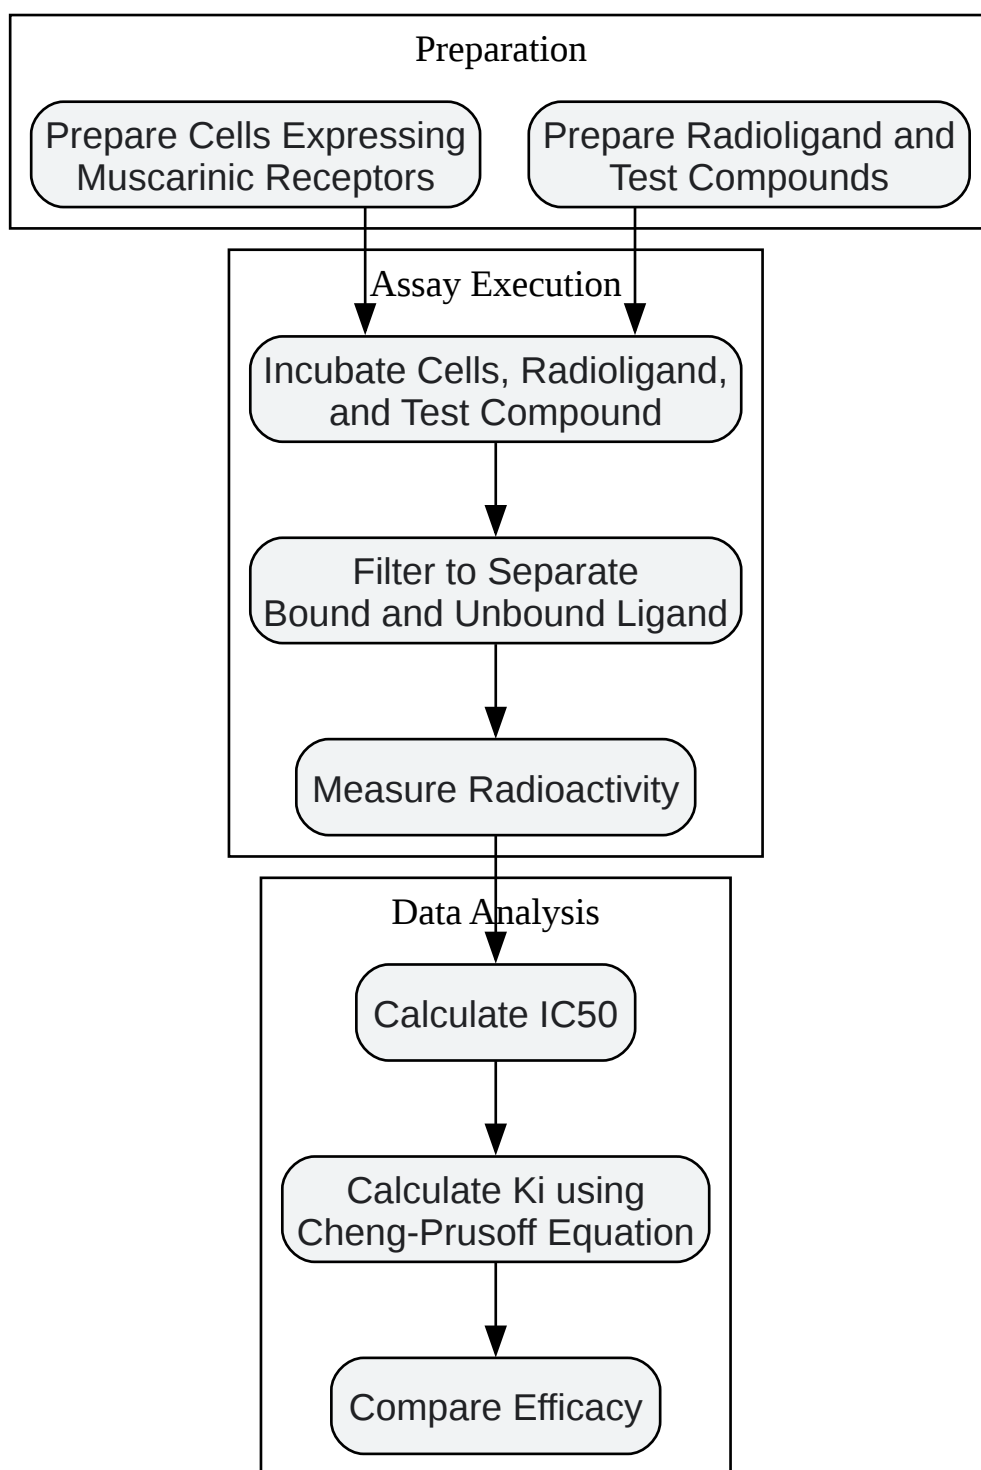 Preparation
Prepare Cells Expressing
Muscarinic Receptors
Prepare Radioligand and
Test Compounds
Assay Execution
Incubate Cells, Radioligand,
and Test Compound
Filter to Separate
Bound and Unbound Ligand
Measure Radioactivity
Data Analysis
Calculate IC50
Calculate Ki using
Cheng-Prusoff Equation
Compare Efficacy